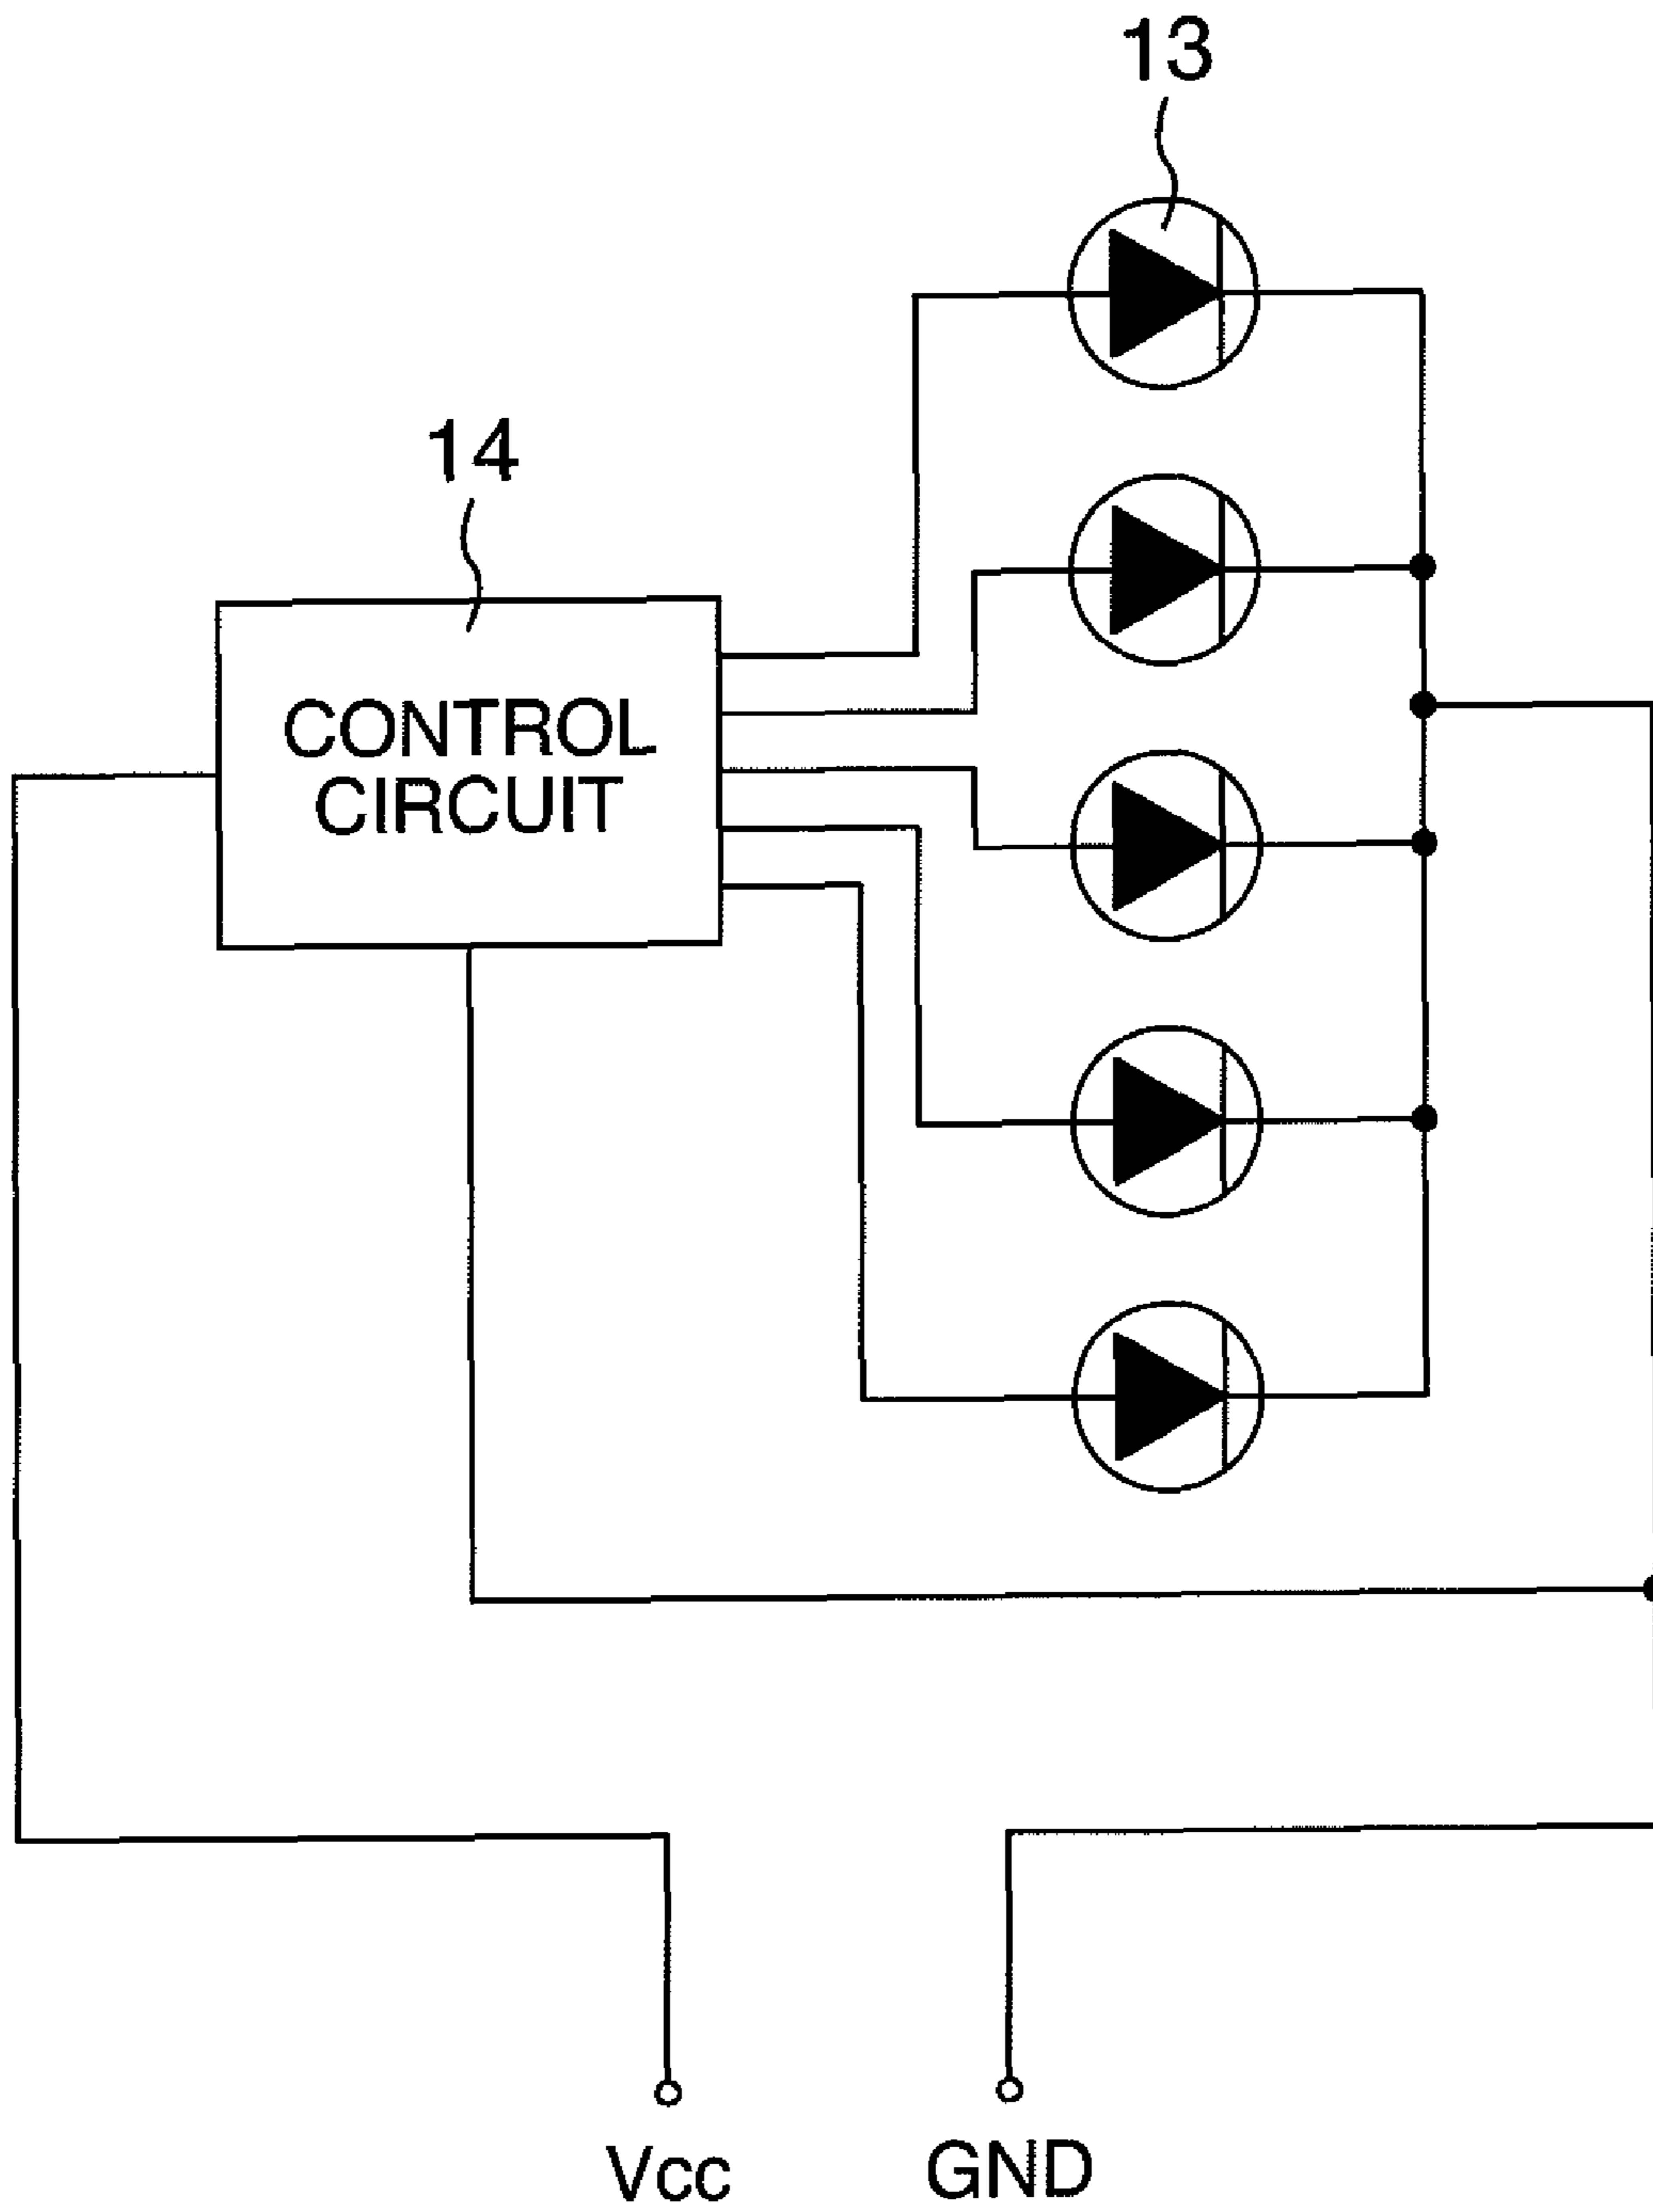 13
14
CONTROL
CIRCUIT
Vcc
GND